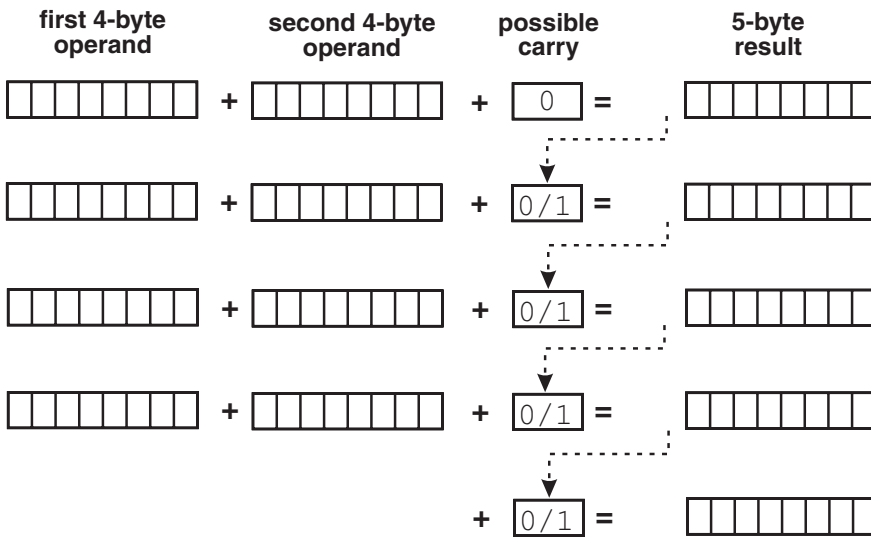 first 4-byte operand
second 4-byte operand
possible carry
5-byte result
+ + 0 =
+ + 0/1 =
+ + 0/1 =
+ + 0/1 =
+ 0/1 =